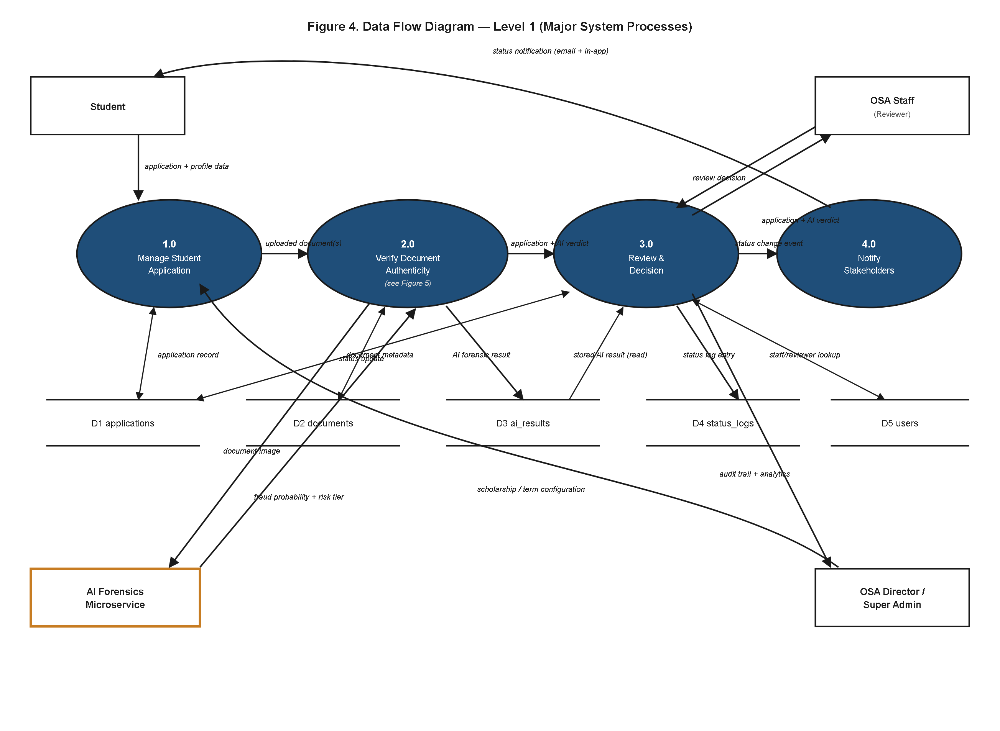 Figure 4. Data Flow Diagram — Level 1 (Major System Processes)
status notification (email + in-app)
Student
OSA Staff
(Reviewer)
application + profile data
review decision
application + AI verdict
uploaded document(s)
application + AI verdict
status change event
1.0
Manage Student
Application
2.0
Verify Document
Authenticity
(see Figure 5)
3.0
Review &
Decision
4.0
Notify
Stakeholders
application record
document metadata
status update
AI forensic result
stored AI result (read)
status log entry
staff/reviewer lookup
D1 applications
D2 documents
D3 ai_results
D4 status_logs
D5 users
document image
audit trail + analytics
scholarship / term configuration
fraud probability + risk tier
AI Forensics
Microservice
OSA Director /
Super Admin